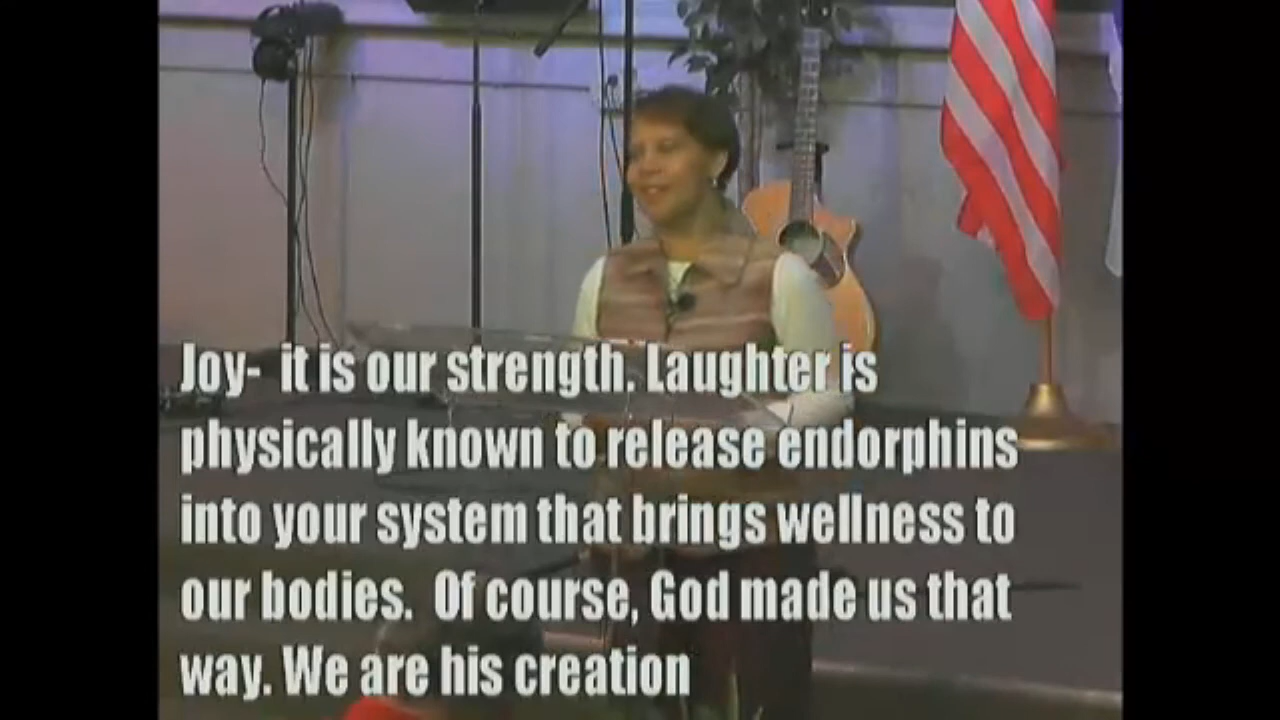 Joy-  it is our strength. Laughter is
physically known to release endorphins
into your system that brings wellness to
our bodies.  Of course, God made us that
way. We are his creation